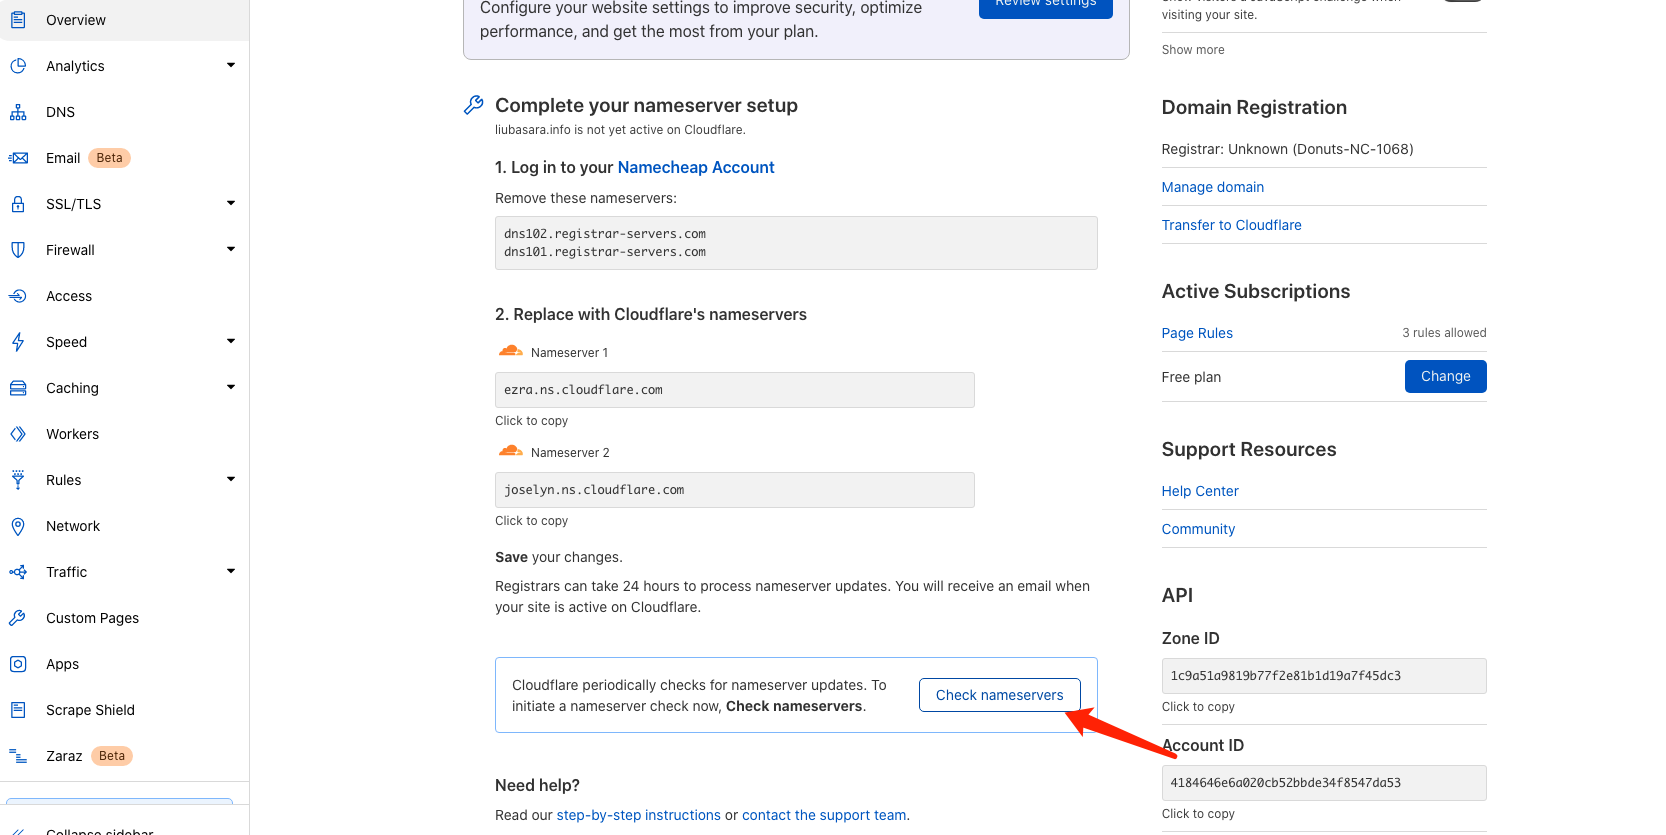 Overview
Analytics
DNS
Email Beta
SSL/TLS
Firewall
Access
Speed
Caching
Workers
Rules
Network
Traffic
Custom Pages
Apps
Scrape Shield
Zaraz Beta
Collapse sidebar
Configure your website settings to improve security, optimize
performance, and get the most from your plan.
Review settings
Complete your nameserver setup
liubasara.info is not yet active on Cloudflare.
1. Log in to your Namecheap Account
Remove these nameservers:
dns102.registrar-servers.com
dns101.registrar-servers.com
2. Replace with Cloudflare's nameservers
Nameserver 1
ezra.ns.cloudflare.com
Click to copy
Nameserver 2
joselyn.ns.cloudflare.com
Click to copy
Save your changes.
Registrars can take 24 hours to process nameserver updates. You will receive an email when
your site is active on Cloudflare.
Cloudflare periodically checks for nameserver updates. To
initiate a nameserver check now, Check nameservers.
Check nameservers
Need help?
Read our step-by-step instructions or contact the support team.
visiting your site.
Show more
Domain Registration
Registrar: Unknown (Donuts-NC-1068)
Manage domain
Transfer to Cloudflare
Active Subscriptions
Page Rules 3 rules allowed
Free plan Change
Support Resources
Help Center
Community
API
Zone ID
1c9a51a9819b77f2e81b1d19a7f45dc3
Click to copy
Account ID
4184646e6a020cb52bbde34f8547da53
Click to copy